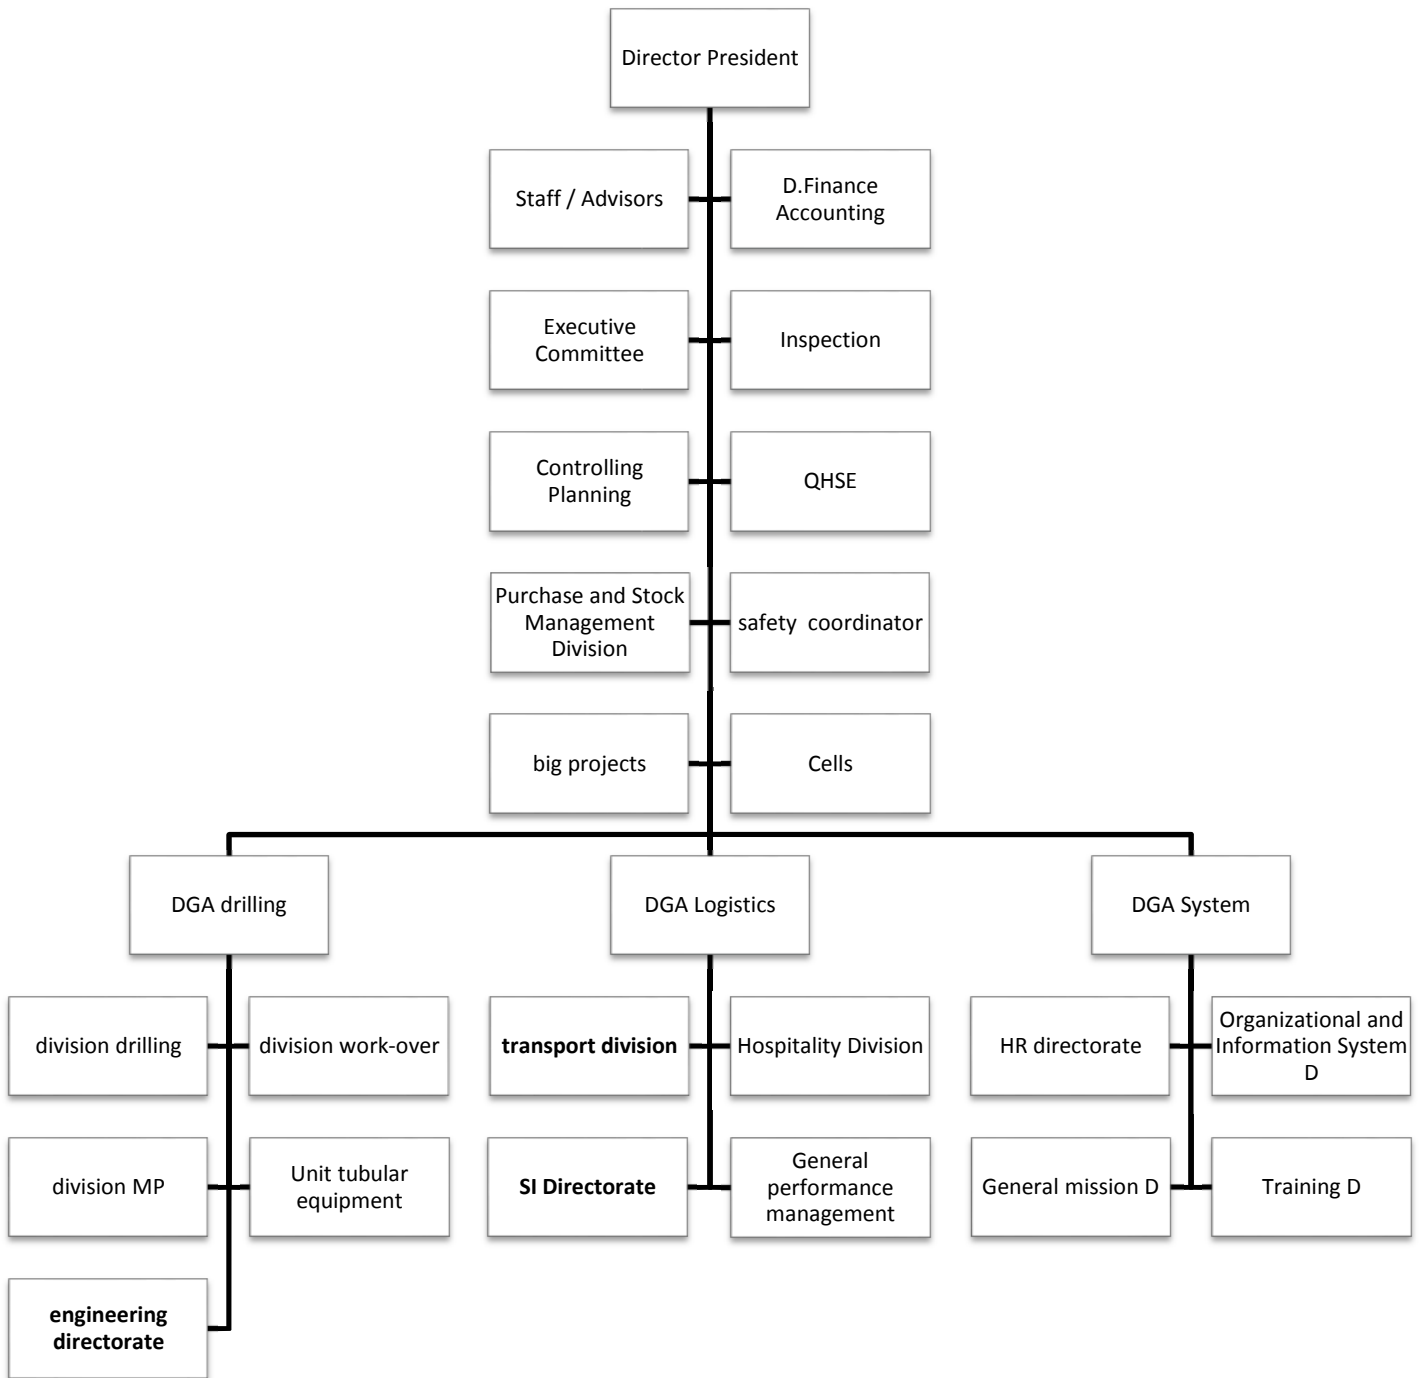 Director President
Staff / Advisors
D.Finance
Accounting
Executive
Committee
Inspection
Controlling
Planning
QHSE
Purchase and Stock
Management
Division
safety  coordinator
big projects
Cells
DGA drilling
DGA Logistics
DGA System
division drilling
division work-over
transport division
Hospitality Division
HR directorate
Organizational and
Information System
D
division MP
Unit tubular
equipment
SI Directorate
General
performance
management
General mission D
Training D
engineering
directorate